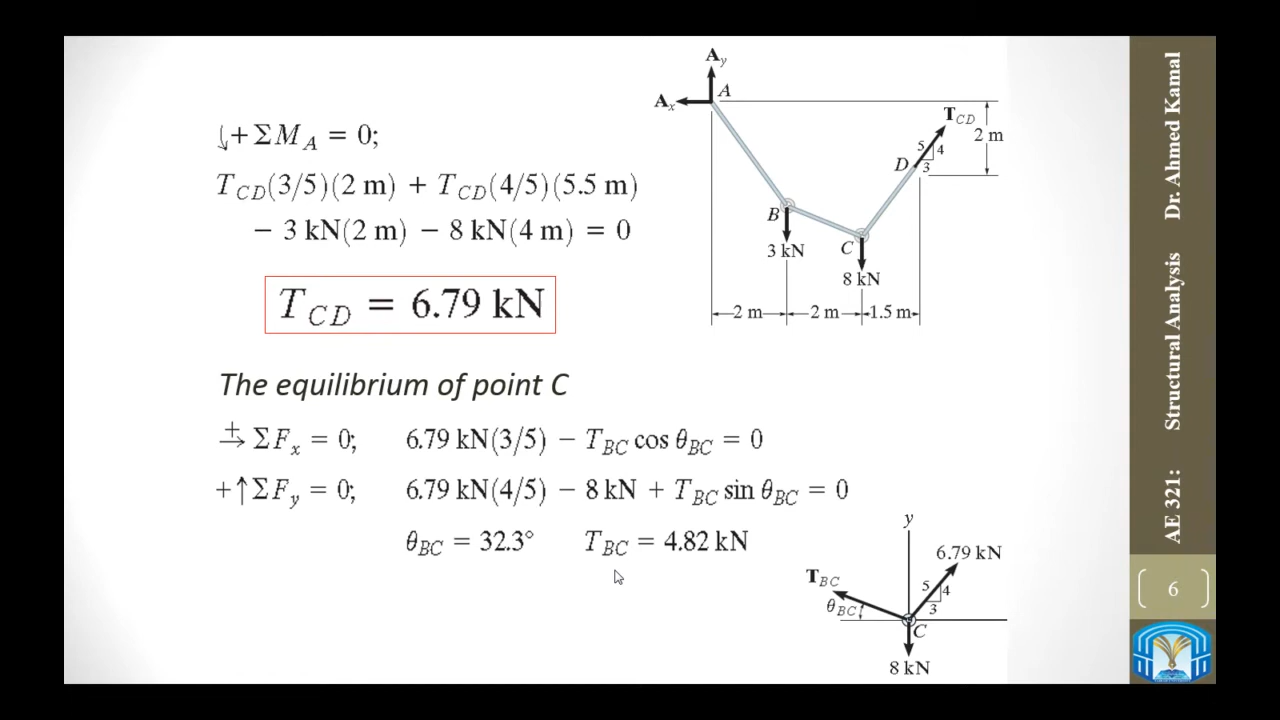 +ΣM_A = 0;
T_CD(3/5)(2 m) + T_CD(4/5)(5.5 m)
− 3 kN(2 m) − 8 kN(4 m) = 0
T_CD = 6.79 kN
The equilibrium of point C
+→ ΣF_x = 0; 6.79 kN(3/5) − T_BC cos θ_BC = 0
+↑ΣF_y = 0; 6.79 kN(4/5) − 8 kN + T_BC sin θ_BC = 0
θ_BC = 32.3° T_BC = 4.82 kN
A_y
A_x
A
T_CD
2 m
5
4
3
D
B
3 kN
C
8 kN
2 m
2 m
1.5 m
y
6.79 kN
T_BC
θ_BC
5
4
3
C
8 kN
AE 321: Structural Analysis Dr. Ahmed Kamal
6